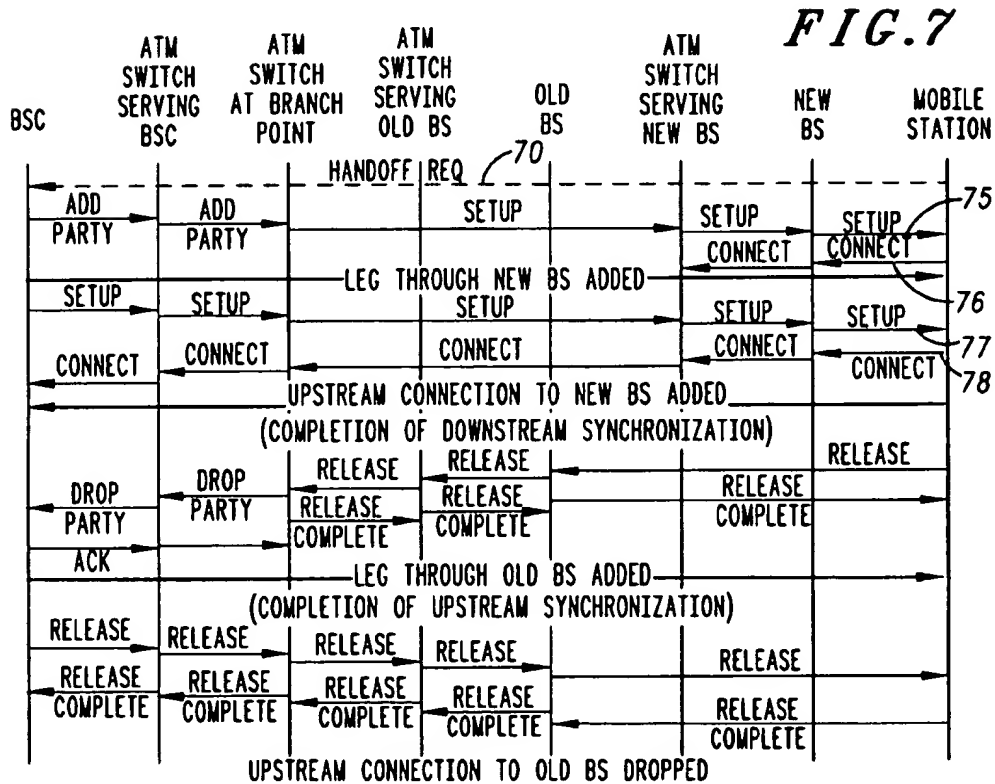 FIG.7
BSC
ATM SWITCH SERVING BSC
ATM SWITCH AT BRANCH POINT
ATM SWITCH SERVING OLD BS
OLD BS
ATM SWITCH SERVING NEW BS
NEW BS
MOBILE STATION
HANDOFF REQ 70
ADD PARTY
ADD PARTY
SETUP
SETUP
SETUP 75
CONNECT
CONNECT
LEG THROUGH NEW BS ADDED 76
SETUP
SETUP
SETUP
SETUP
SETUP 77
CONNECT
CONNECT
CONNECT
CONNECT
CONNECT 78
UPSTREAM CONNECTION TO NEW BS ADDED
(COMPLETION OF DOWNSTREAM SYNCHRONIZATION)
DROP PARTY
DROP PARTY
RELEASE
RELEASE
RELEASE
RELEASE COMPLETE
RELEASE COMPLETE
RELEASE COMPLETE
ACK
LEG THROUGH OLD BS ADDED
(COMPLETION OF UPSTREAM SYNCHRONIZATION)
RELEASE
RELEASE
RELEASE
RELEASE
RELEASE
RELEASE COMPLETE
RELEASE COMPLETE
RELEASE COMPLETE
RELEASE COMPLETE
RELEASE COMPLETE
UPSTREAM CONNECTION TO OLD BS DROPPED